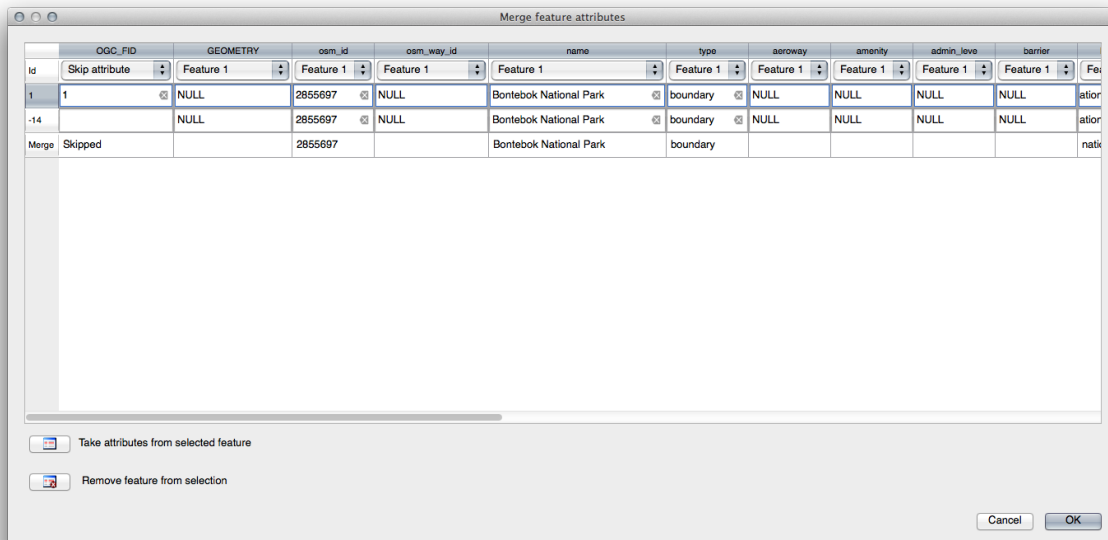 Merge feature attributes
OGC_FID GEOMETRY osm_id osm_way_id name type aeroway amenity admin_leve barrier
Id Skip attribute Feature 1 Feature 1 Feature 1 Feature 1 Feature 1 Feature 1 Feature 1 Feature 1 Feature 1 Fea
1 1 NULL 2855697 NULL Bontebok National Park boundary NULL NULL NULL NULL ation
-14 NULL 2855697 NULL Bontebok National Park boundary NULL NULL NULL NULL ation
Merge Skipped 2855697 Bontebok National Park boundary natic
Take attributes from selected feature
Remove feature from selection
Cancel OK